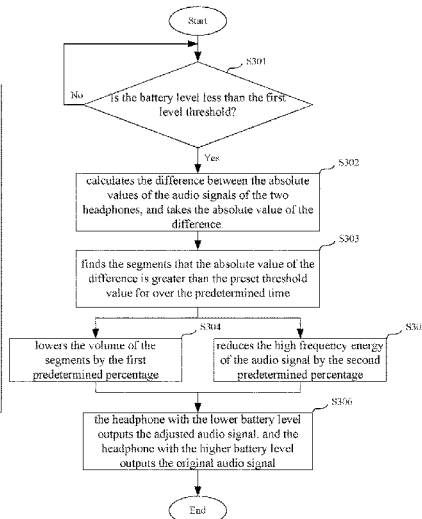 Start
S301
No
Is the battery level less than the first
level threshold?
Yes
S302
calculates the difference between the absolute
values of the audio signals of the two
headphones, and takes the absolute value of the
difference.
S303
finds the segments that the absolute value of the
difference is greater than the preset threshold
value for over the predetermined time
S304
S30
lowers the volume of the
segments by the first
predetermined percentage
reduces the high frequency energy
of the audio signal by the second
predetermined percentage
S306
the headphone with the lower battery level
outputs the adjusted audio signal, and the
headphone with the higher battery level
outputs the original audio signal
End